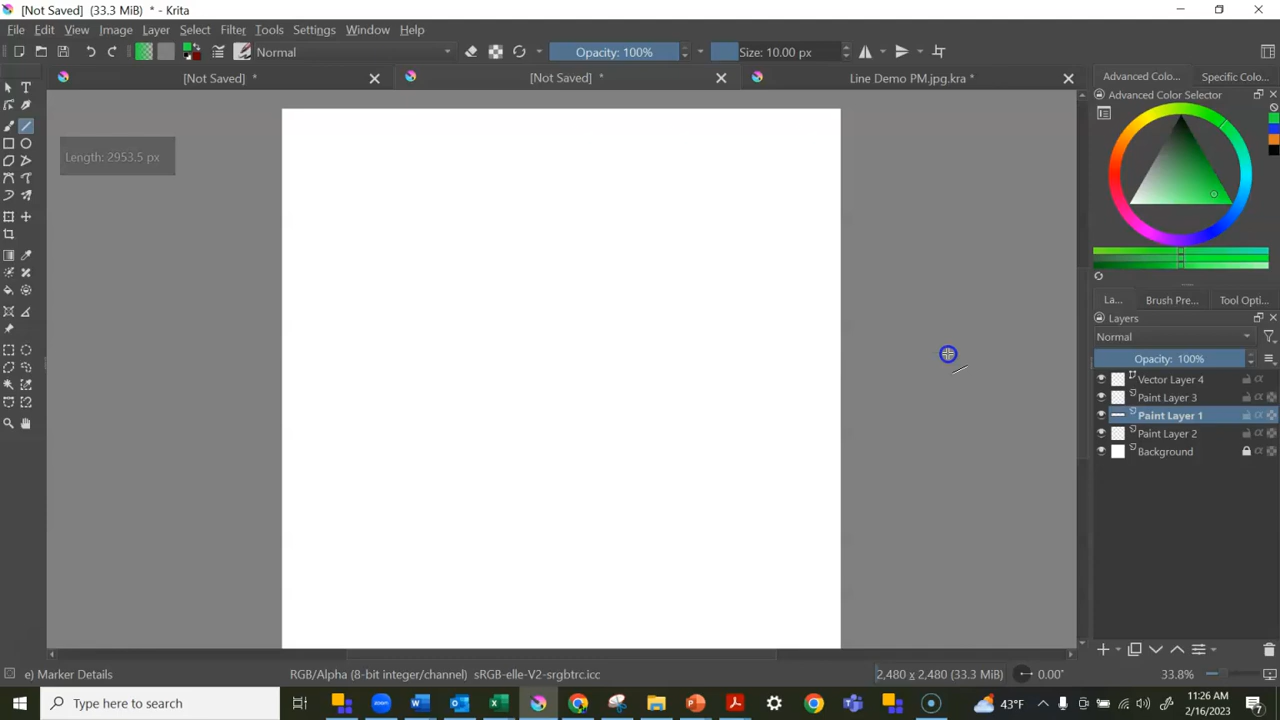 [Not Saved] (33.3 MiB) * - Krita
File Edit View Image Layer Select Filter Tools Settings Window Help
Normal Opacity: 100% Size: 10.00 px
[Not Saved] * [Not Saved] * Line Demo PM.jpg.kra *
Advanced Colo... Specific Color...
Advanced Color Selector
Length: 2953.5 px
La... Brush Pre... Tool Opti...
Layers
Normal
Opacity: 100%
Vector Layer 4
Paint Layer 3
Paint Layer 1
Paint Layer 2
Background
e) Marker Details RGB/Alpha (8-bit integer/channel) sRGB-elle-V2-srgbtrc.icc 2,480 x 2,480 (33.3 MiB) 0.00° 33.8%
Type here to search zoom 43°F 11:26 AM
2/16/2023